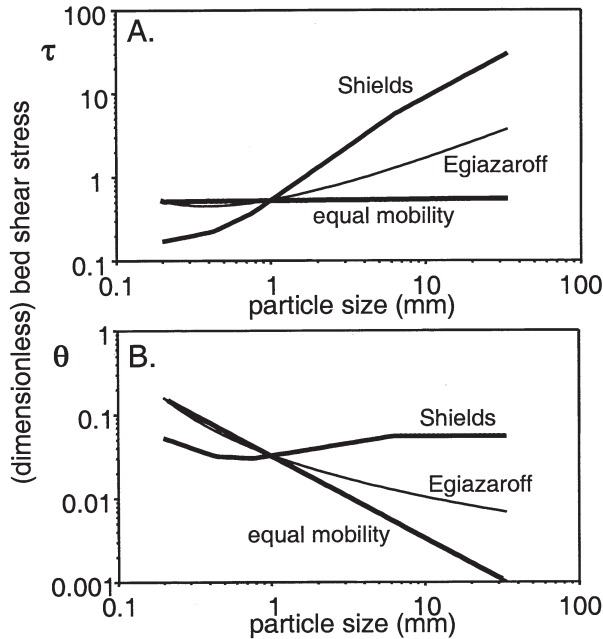 (dimensionless) bed shear stress
A.
τ
100
10
1
0.1
Shields
Egiazaroff
equal mobility
0.1 1 10 100
particle size (mm)
B.
θ
1
0.1
0.01
0.001
Shields
Egiazaroff
equal mobility
0.1 1 10 100
particle size (mm)